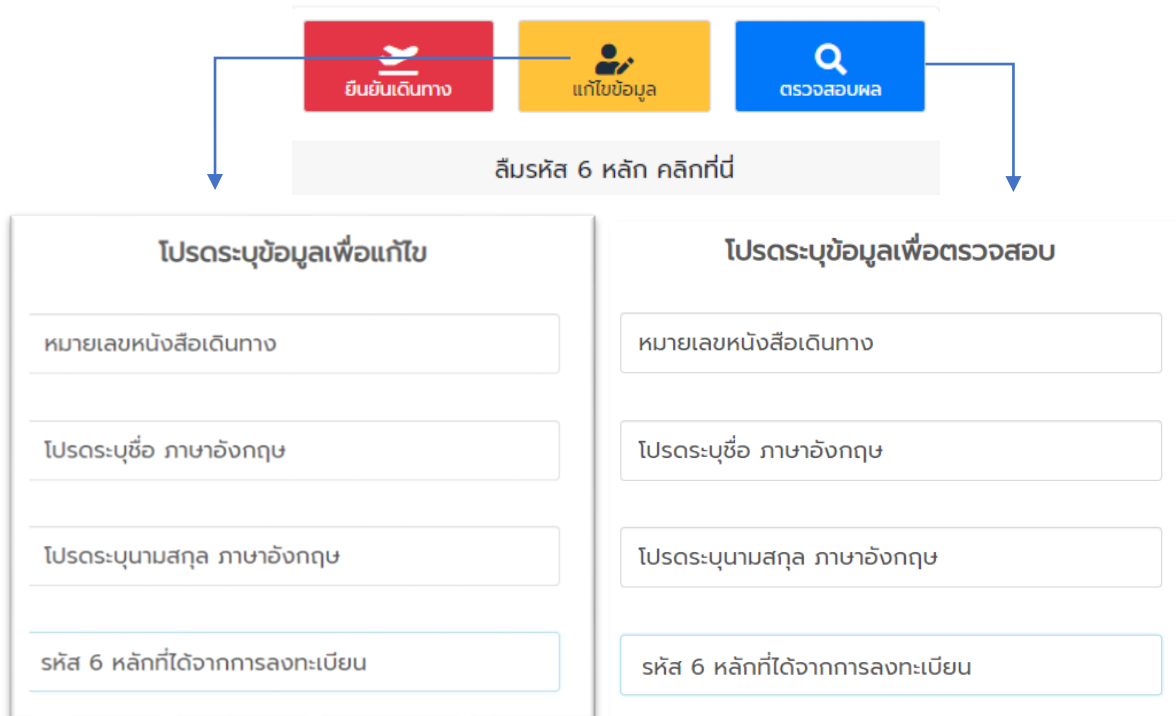 ยืนยันเดินทาง
แก้ไขข้อมูล
ตรวจสอบผล
ลืมรหัส 6 หลัก คลิกที่นี่
โปรดระบุข้อมูลเพื่อแก้ไข
หมายเลขหนังสือเดินทาง
โปรดระบุชื่อ ภาษาอังกฤษ
โปรดระบุนามสกุล ภาษาอังกฤษ
รหัส 6 หลักที่ได้จากการลงทะเบียน
โปรดระบุข้อมูลเพื่อตรวจสอบ
หมายเลขหนังสือเดินทาง
โปรดระบุชื่อ ภาษาอังกฤษ
โปรดระบุนามสกุล ภาษาอังกฤษ
รหัส 6 หลักที่ได้จากการลงทะเบียน